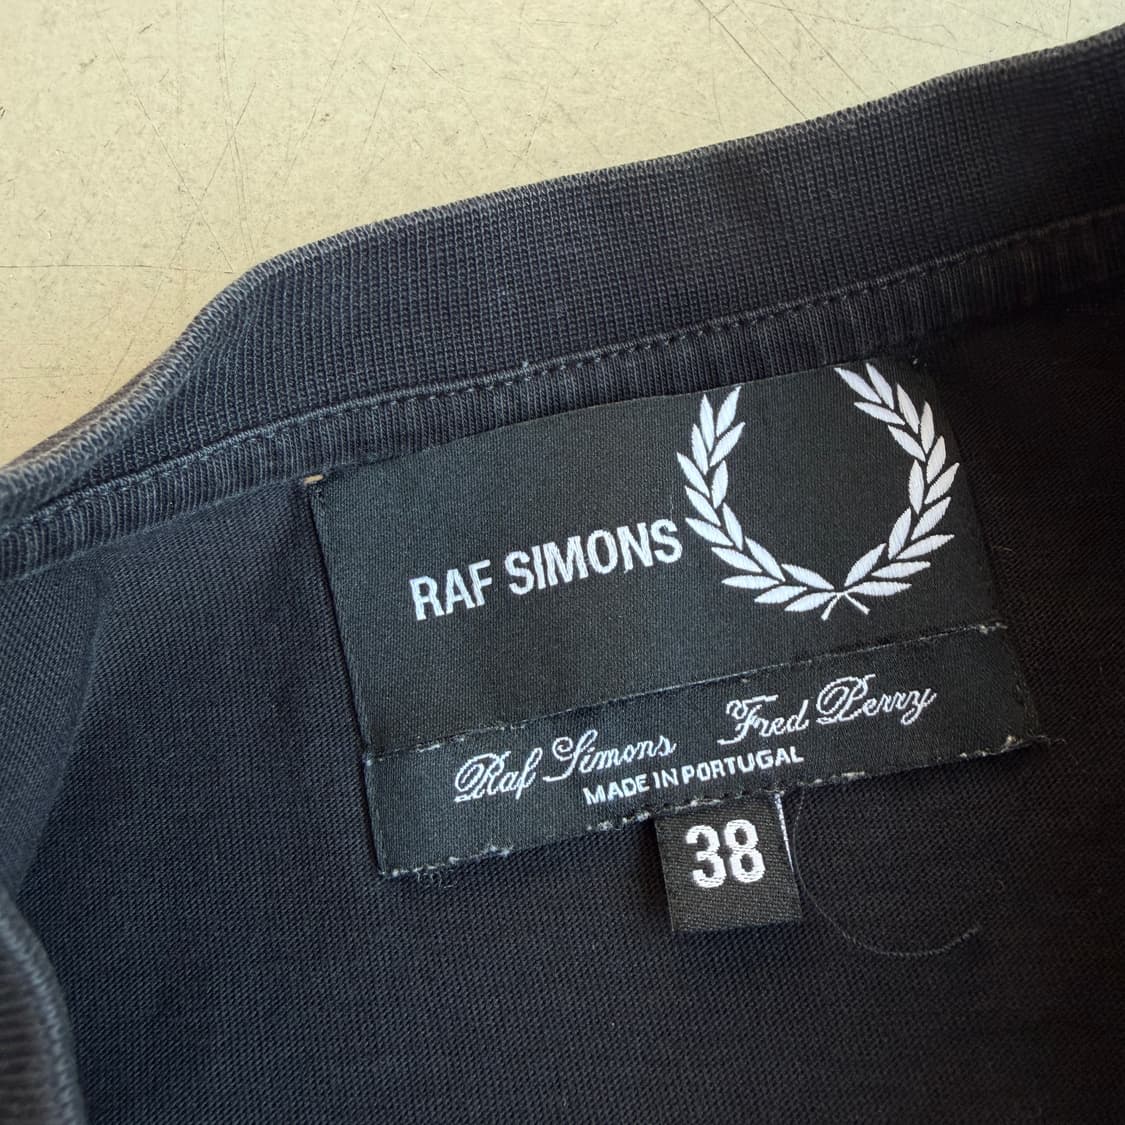 RAF SIMONS
Raf Simons Fred Perry
MADE IN PORTUGAL
38